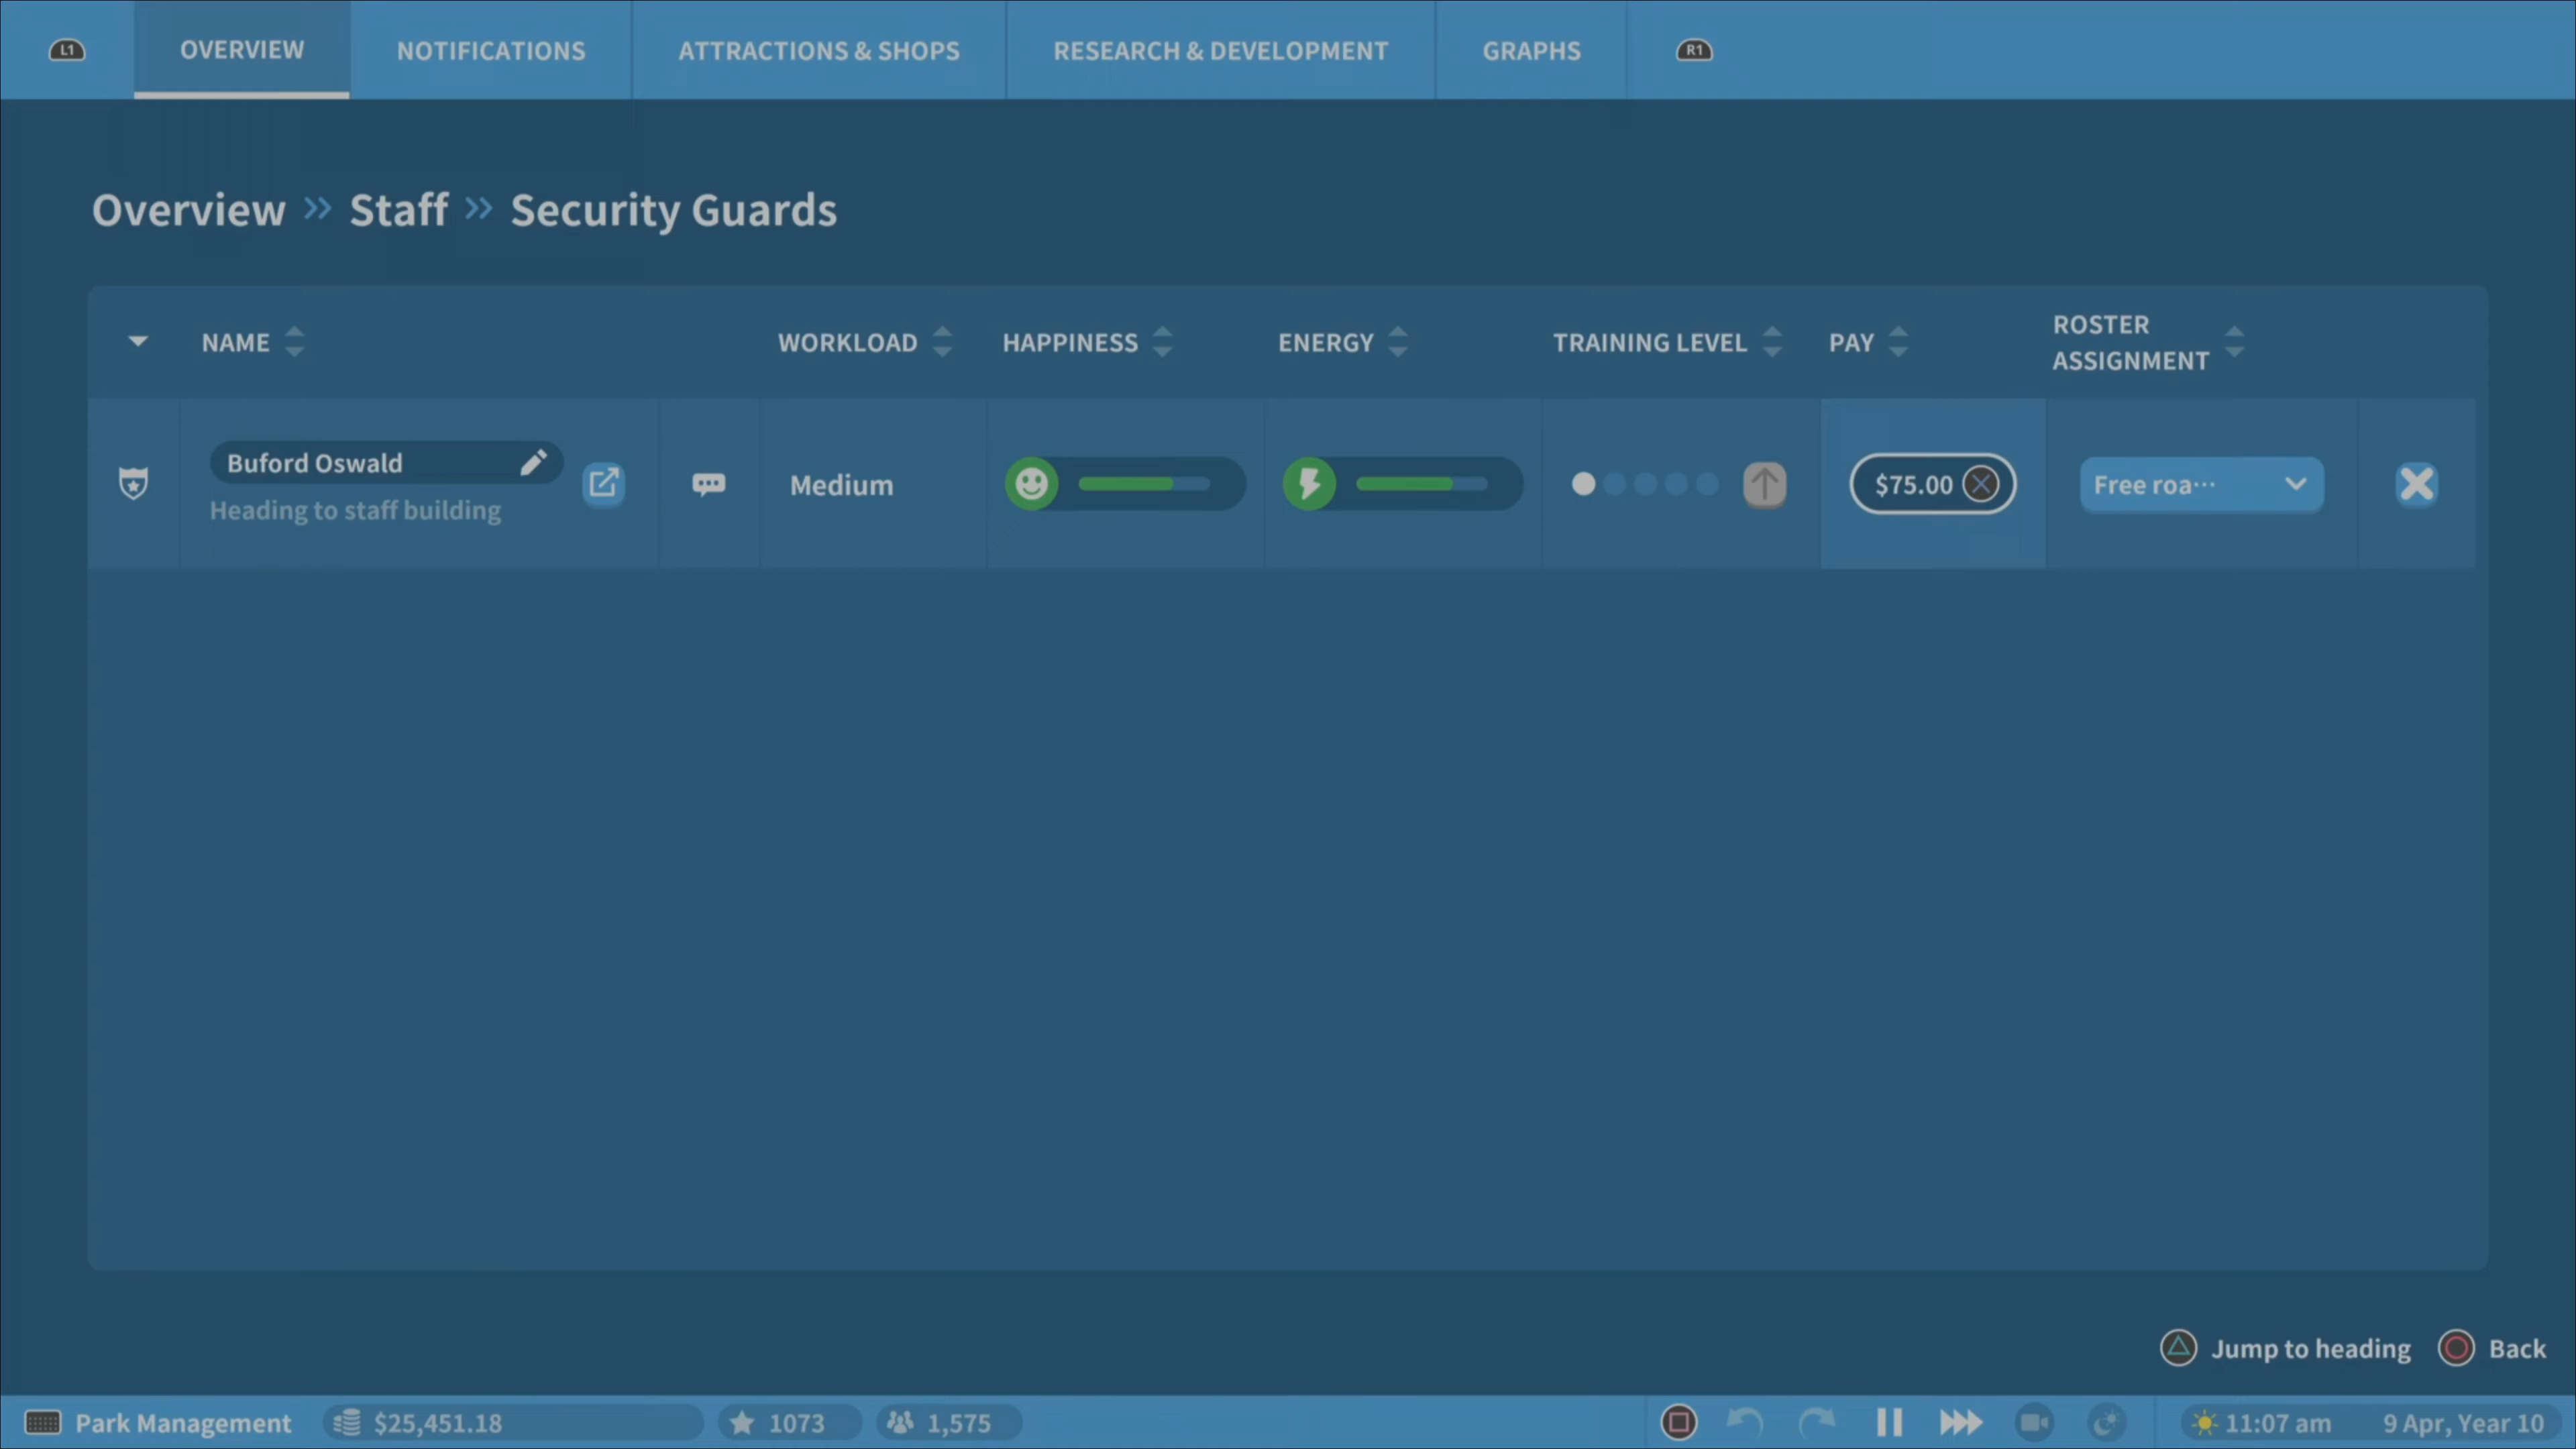 L1 OVERVIEW NOTIFICATIONS ATTRACTIONS & SHOPS RESEARCH & DEVELOPMENT GRAPHS R1
Overview » Staff » Security Guards
NAME WORKLOAD HAPPINESS ENERGY TRAINING LEVEL PAY ROSTER
ASSIGNMENT
Buford Oswald
Heading to staff building
Medium
$75.00
Free roa···
Jump to heading Back
Park Management $25,451.18 1073 1,575 11:07 am 9 Apr, Year 10